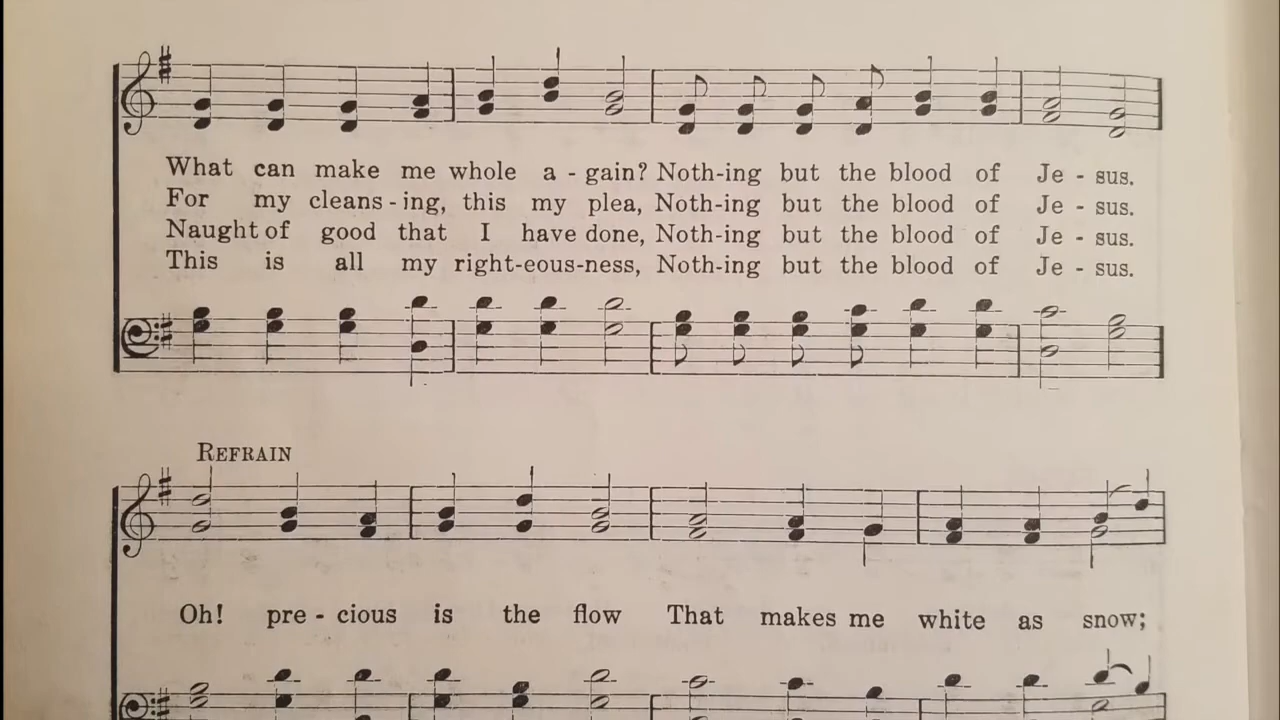 What can make me whole a - gain? Noth-ing but the blood of Je - sus.
For my cleans - ing, this my plea, Noth-ing but the blood of Je - sus.
Naught of good that I have done, Noth-ing but the blood of Je - sus.
This is all my right-eous-ness, Noth-ing but the blood of Je - sus.
REFRAIN
Oh! pre - cious is the flow That makes me white as snow;